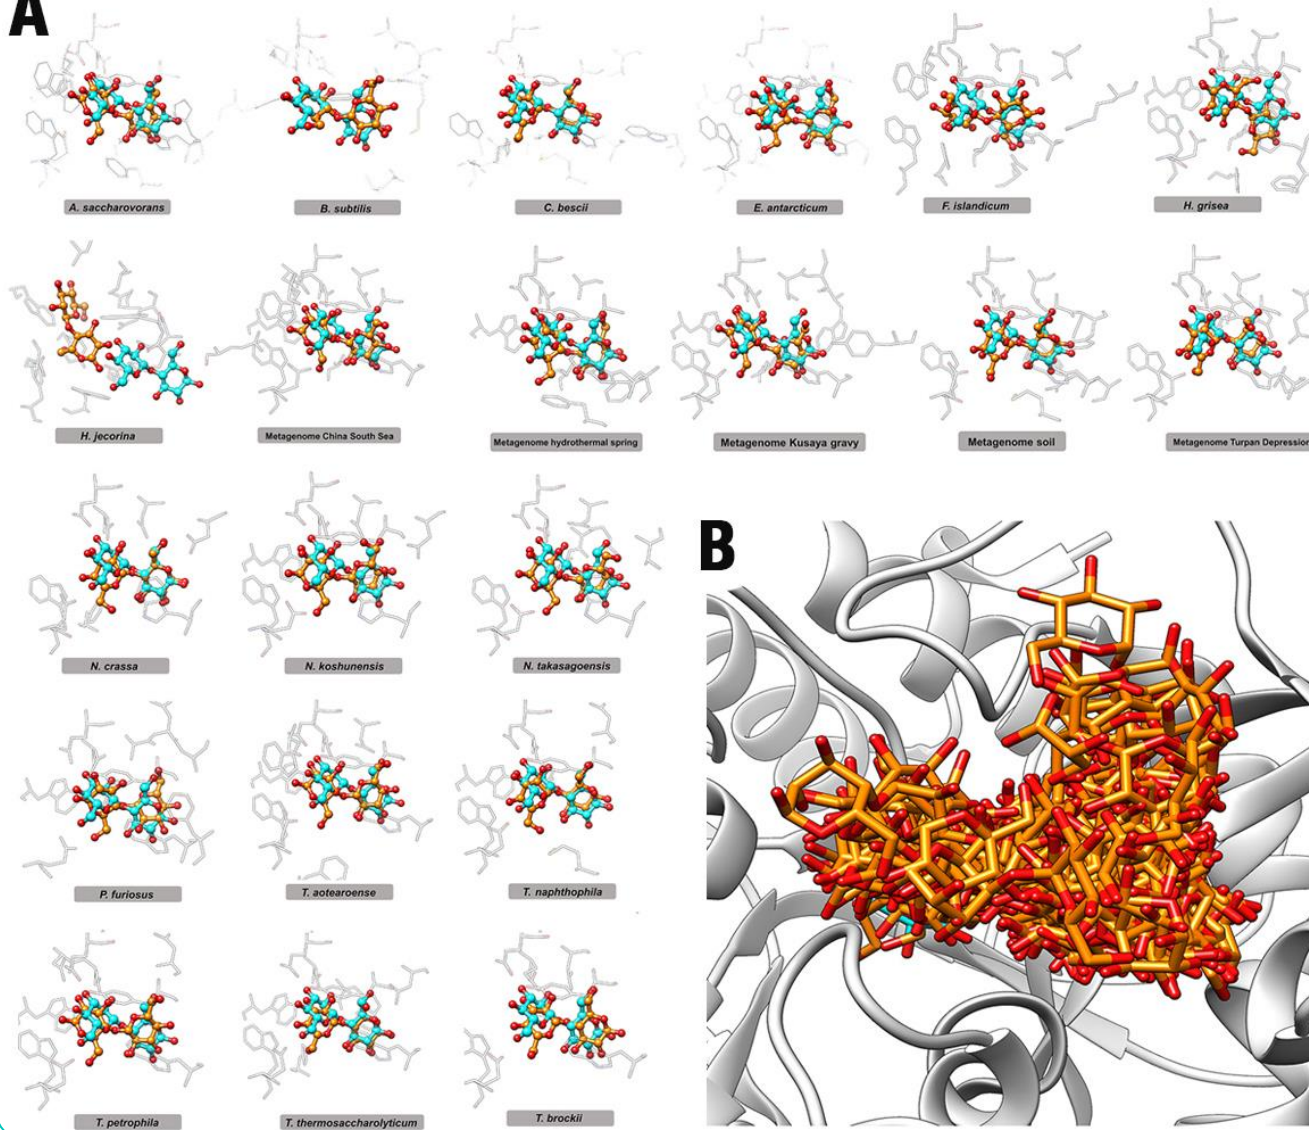 A
A. saccharovorans
B. subtilis
C. bescii
E. antarcticum
F. islandicum
H. grisea
H. jecorina
Metagenome China South Sea
Metagenome hydrothermal spring
Metagenome Kusaya gravy
Metagenome soil
Metagenome Turpan Depression
N. crassa
N. koshunensis
N. takasagoensis
B
P. furiosus
T. aotearoense
T. naphthophila
T. petrophila
T. thermosaccharolyticum
T. brockii